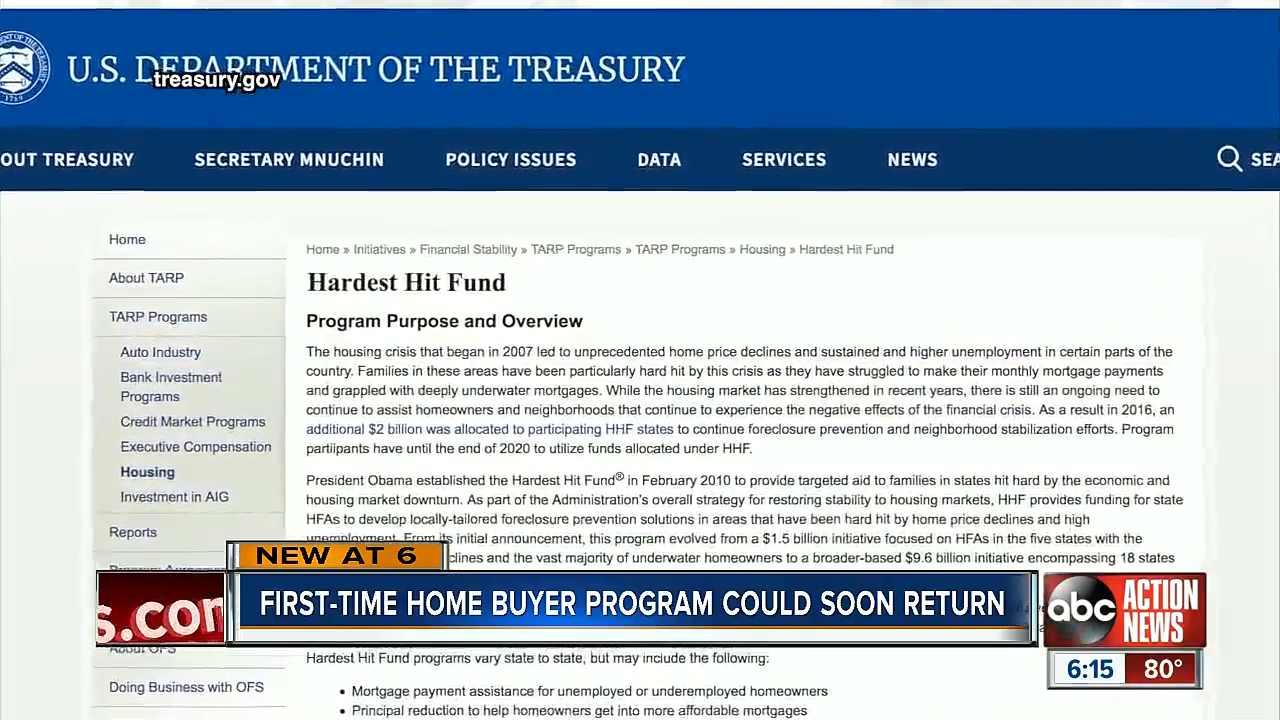 U.S. DEPARTMENT OF THE TREASURY
treasury.gov
OUT TREASURY
SECRETARY MNUCHIN
POLICY ISSUES
DATA
SERVICES
NEWS
SEA
Home
About TARP
TARP Programs
Auto Industry
Bank Investment
Programs
Credit Market Programs
Executive Compensation
Housing
Investment in AIG
Reports
About OFS
Doing Business with OFS
Home » Initiatives » Financial Stability » TARP Programs » TARP Programs » Housing » Hardest Hit Fund
Hardest Hit Fund
Program Purpose and Overview
The housing crisis that began in 2007 led to unprecedented home price declines and sustained and higher unemployment in certain parts of the
country. Families in these areas have been particularly hard hit by this crisis as they have struggled to make their monthly mortgage payments
and grappled with deeply underwater mortgages. While the housing market has strengthened in recent years, there is still an ongoing need to
continue to assist homeowners and neighborhoods that continue to experience the negative effects of the financial crisis. As a result in 2016, an
additional $2 billion was allocated to participating HHF states to continue foreclosure prevention and neighborhood stabilization efforts. Program
partiipants have until the end of 2020 to utilize funds allocated under HHF.
President Obama established the Hardest Hit Fund® in February 2010 to provide targeted aid to families in states hit hard by the economic and
housing market downturn. As part of the Administration's overall strategy for restoring stability to housing markets, HHF provides funding for state
HFAs to develop locally-tailored foreclosure prevention solutions in areas that have been hard hit by home price declines and high
unemployment. From its initial announcement, this program evolved from a $1.5 billion initiative focused on HFAs in the five states with the
clines and the vast majority of underwater homeowners to a broader-based $9.6 billion initiative encompassing 18 states
Hardest Hit Fund programs vary state to state, but may include the following:
• Mortgage payment assistance for unemployed or underemployed homeowners
• Principal reduction to help homeowners get into more affordable mortgages
NEW AT 6
s.com
FIRST-TIME HOME BUYER PROGRAM COULD SOON RETURN
abc
ACTION
NEWS
6:15
80°